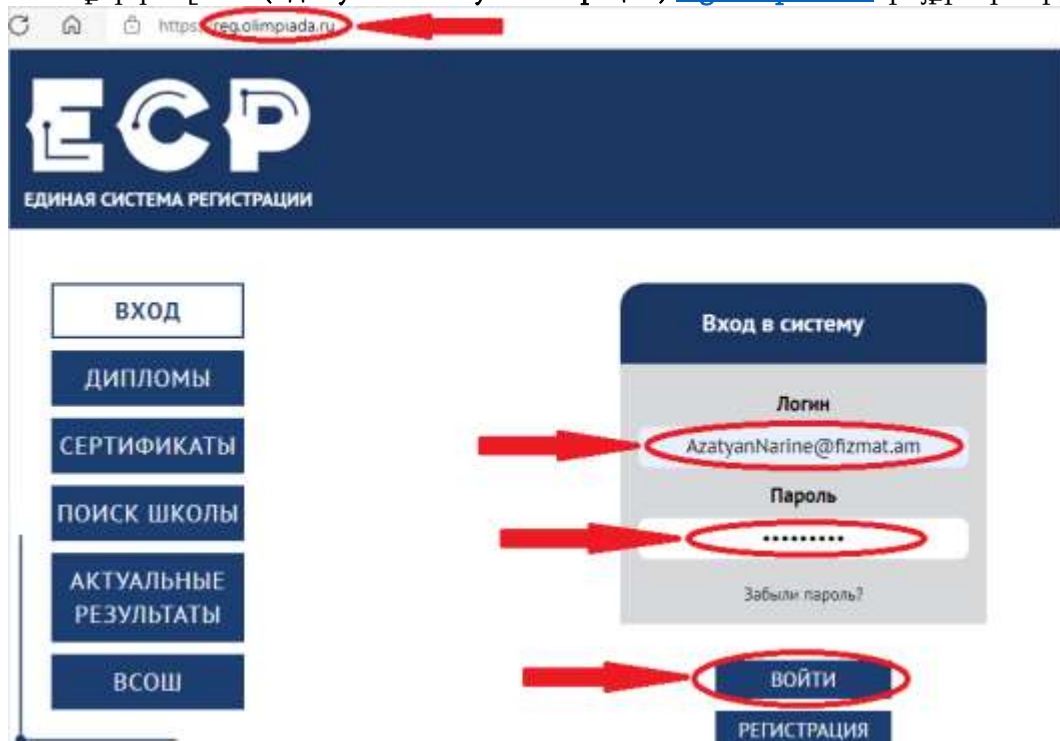 https://reg.olimpiada.ru
ЕСР
ЕДИНАЯ СИСТЕМА РЕГИСТРАЦИИ
ВХОД
ДИПЛОМЫ
СЕРТИФИКАТЫ
ПОИСК ШКОЛЫ
АКТУАЛЬНЫЕ
РЕЗУЛЬТАТЫ
ВСОШ
Вход в систему
Логин
AzatyanNarine@fizmat.am
Пароль
•••••••••
Забыли пароль?
ВОЙТИ
РЕГИСТРАЦИЯ